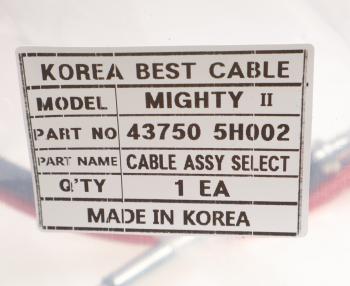 KOREA BEST CABLE
MODEL MIGHTY II
PART NO 43750 5H002
PART NAME CABLE ASSY SELECT
Q'TY 1 EA
MADE IN KOREA